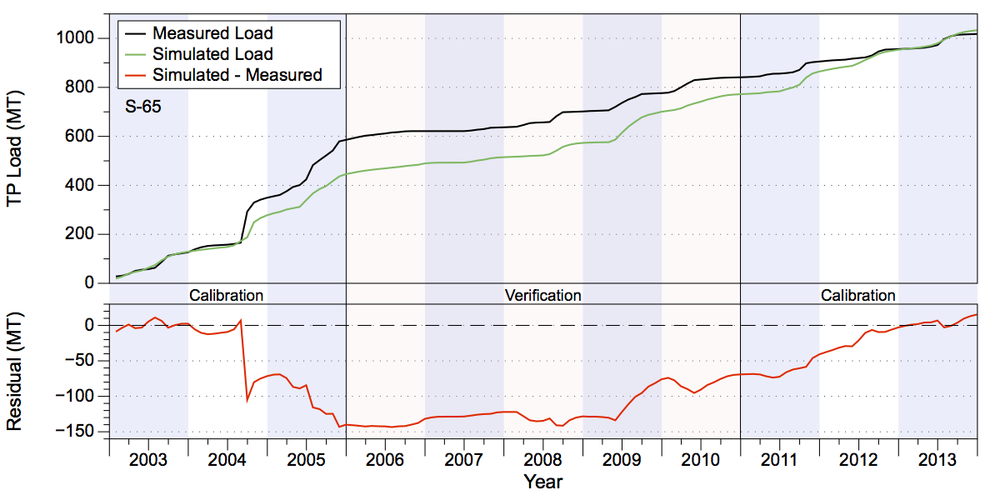 Measured Load
Simulated Load
Simulated - Measured
S-65
TP Load (MT)
1000
800
600
400
200
0
Calibration Verification Calibration
Residual (MT)
0
−50
−100
−150
2003 2004 2005 2006 2007 2008 2009 2010 2011 2012 2013
Year